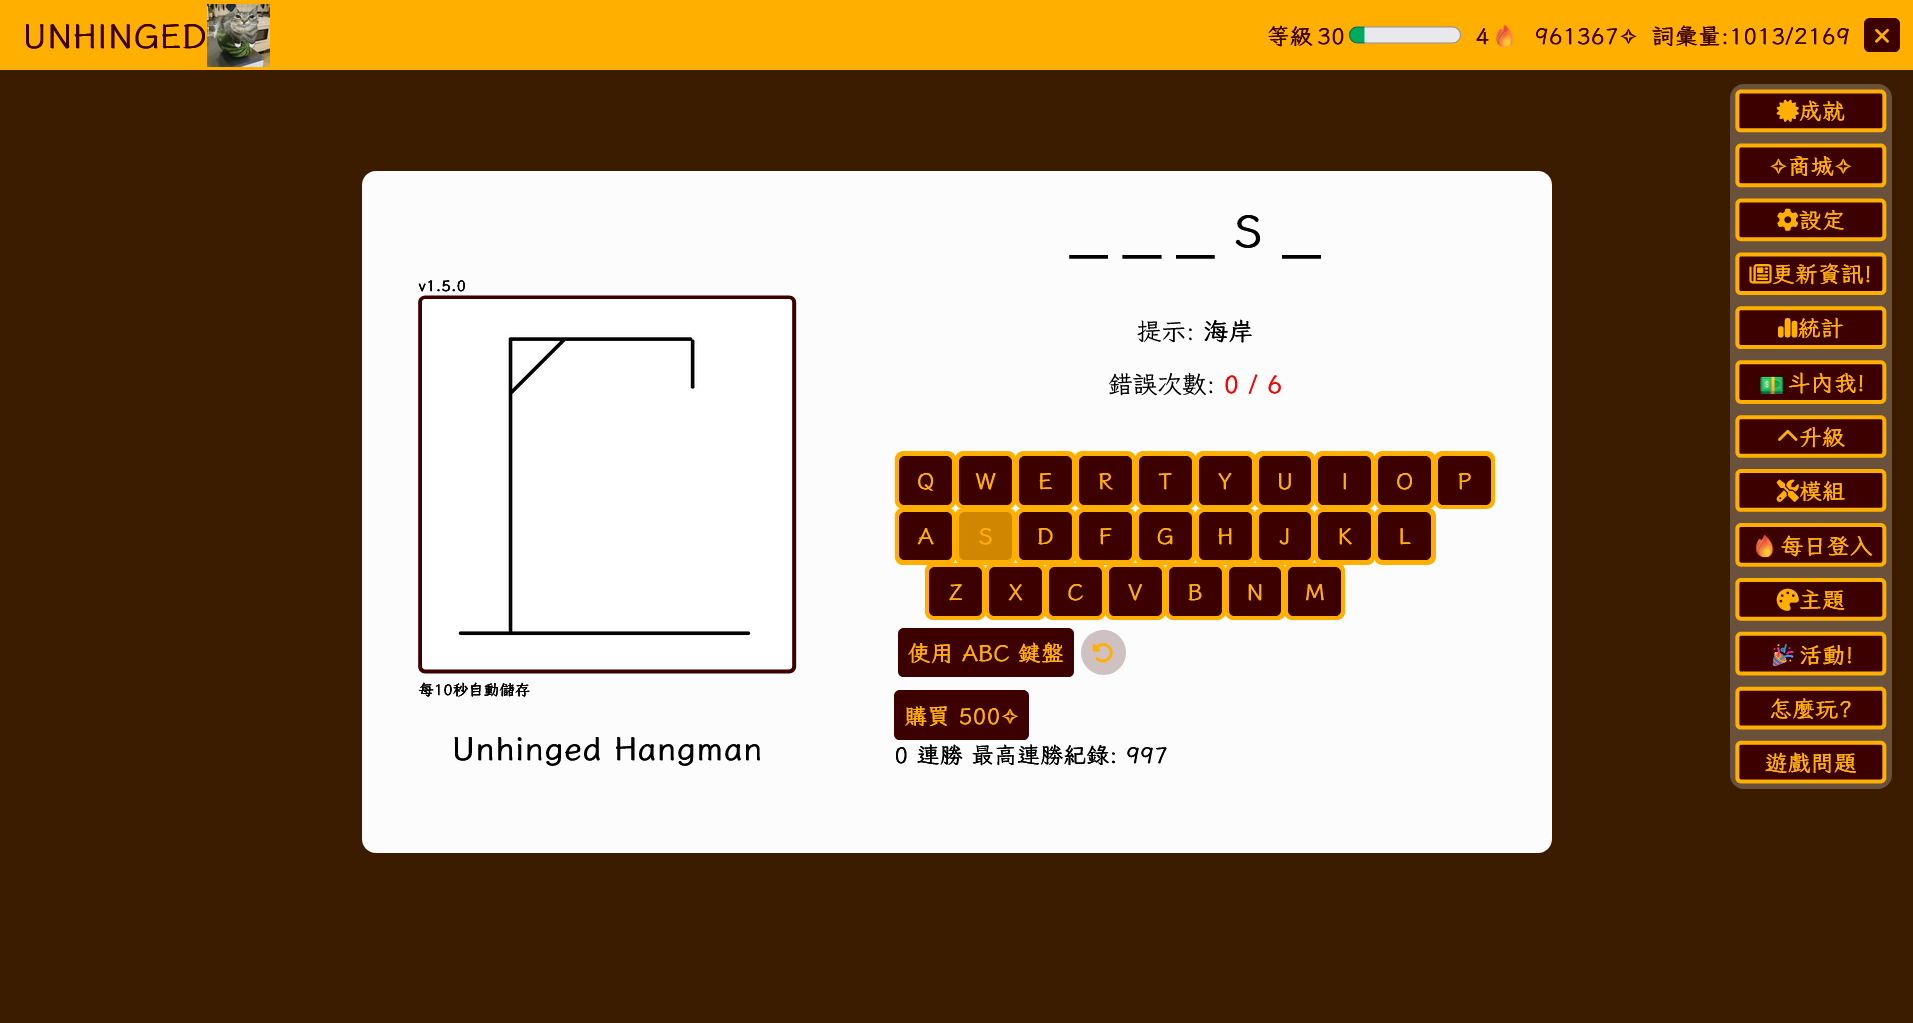 UNHINGED
等級 30 4 961367✧ 詞彙量:1013/2169
成就
✧商城✧
設定
更新資訊!
統計
斗內我!
升級
模組
每日登入
主題
活動!
怎麼玩?
遊戲問題
v1.5.0
每10秒自動儲存
Unhinged Hangman
_ _ _ S _
提示: 海岸
錯誤次數: 0 / 6
Q W E R T Y U I O P
A S D F G H J K L
Z X C V B N M
使用 ABC 鍵盤
購買 500✧
0 連勝 最高連勝紀錄: 997